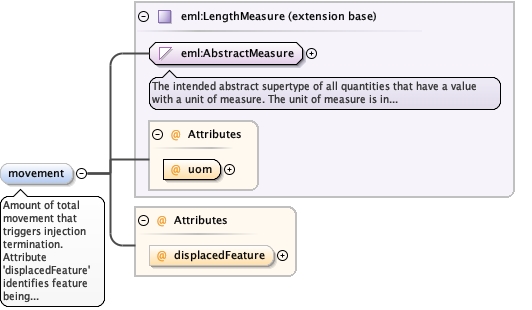 eml:LengthMeasure (extension base)
eml:AbstractMeasure
The intended abstract supertype of all quantities that have a value
with a unit of measure. The unit of measure is in...
@ Attributes
@ uom
movement
Amount of total
movement that
triggers injection
termination.
Attribute
'displacedFeature'
identifies feature
being...
@ Attributes
@ displacedFeature